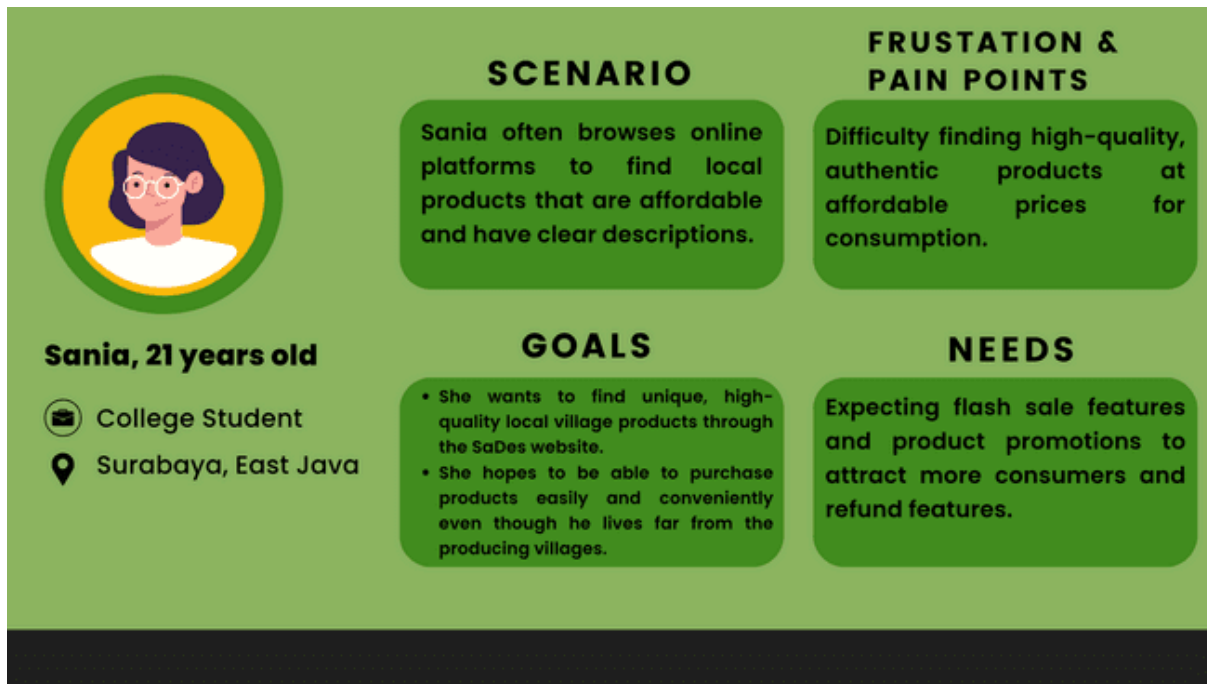 Sania, 21 years old
College Student
Surabaya, East Java
SCENARIO
Sania often browses online
platforms to find local
products that are affordable
and have clear descriptions.
FRUSTATION &
PAIN POINTS
Difficulty finding high-quality,
authentic products at
affordable prices for
consumption.
GOALS
• She wants to find unique, high-
quality local village products through
the SaDes website.
• She hopes to be able to purchase
products easily and conveniently
even though he lives far from the
producing villages.
NEEDS
Expecting flash sale features
and product promotions to
attract more consumers and
refund features.